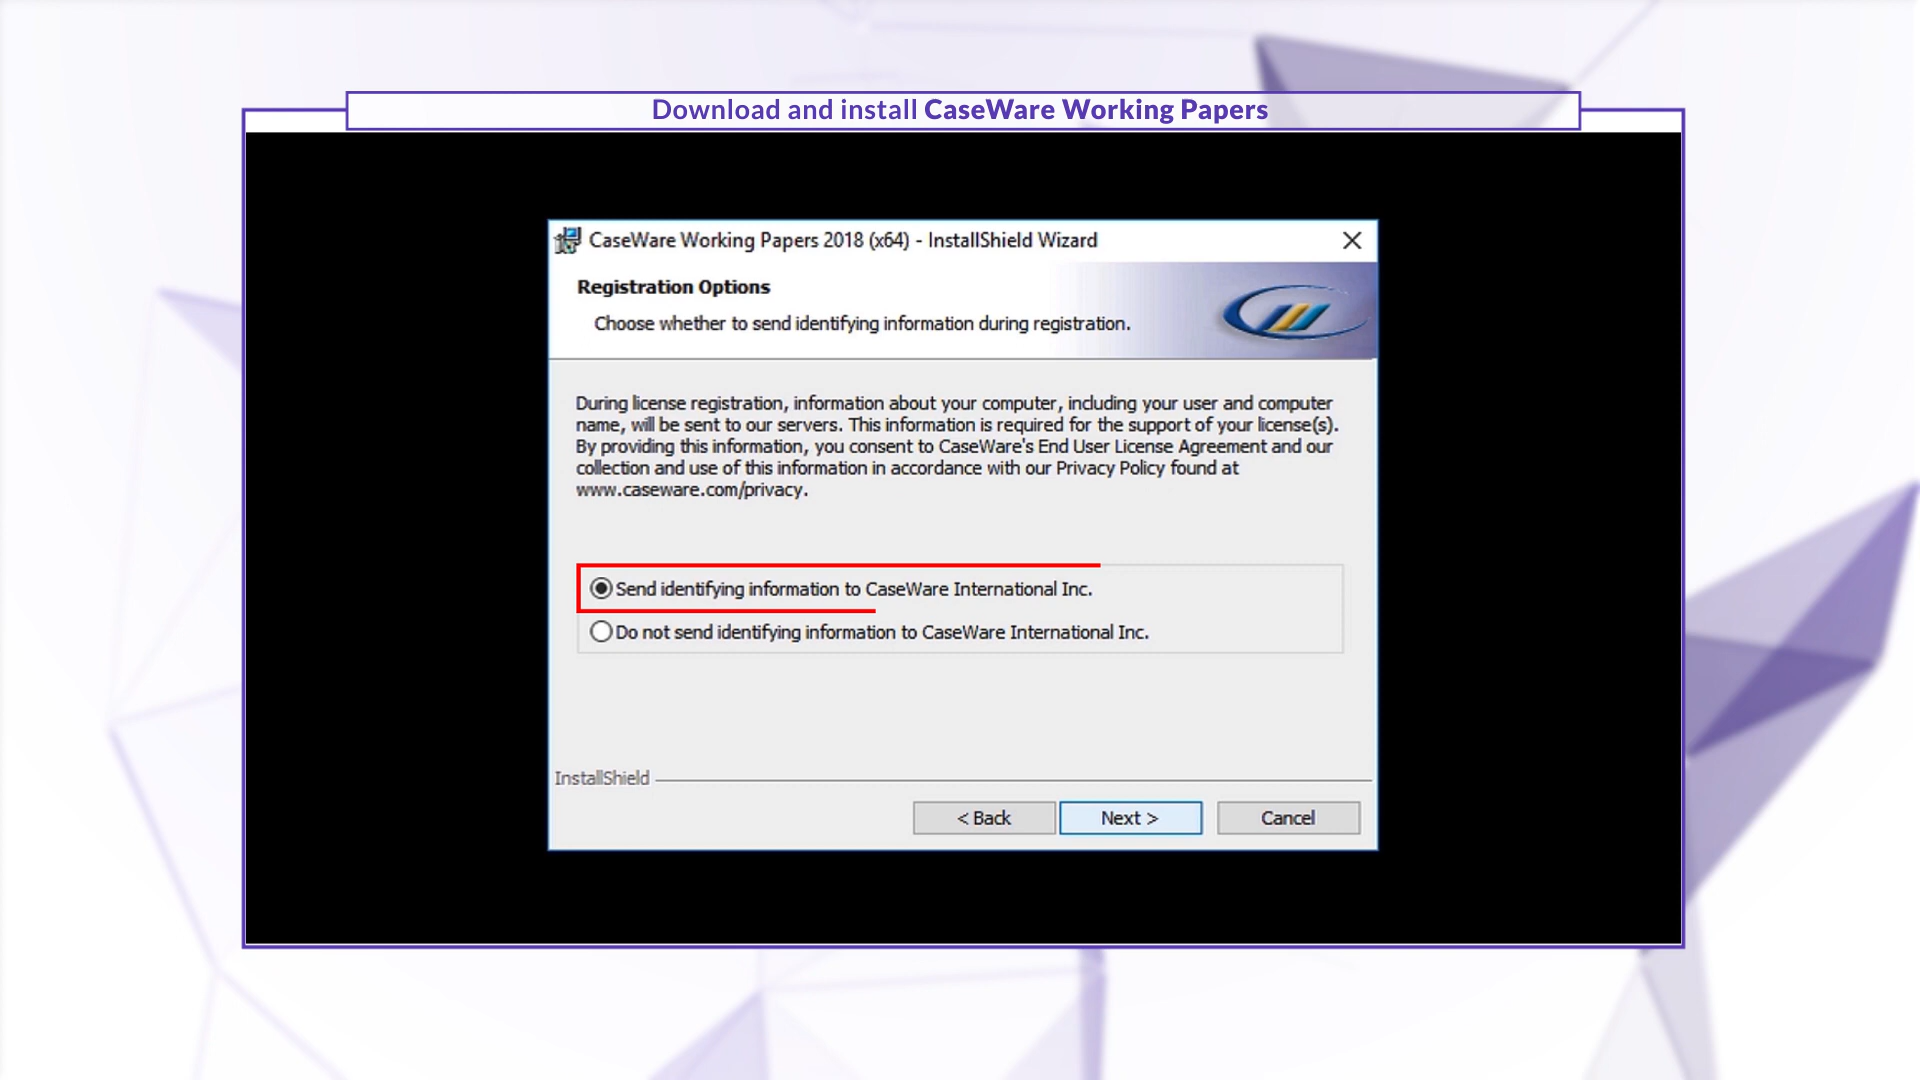 Download and install CaseWare Working Papers
CaseWare Working Papers 2018 (x64) - InstallShield Wizard
Registration Options
Choose whether to send identifying information during registration.
During license registration, information about your computer, including your user and computer
name, will be sent to our servers. This information is required for the support of your license(s).
By providing this information, you consent to CaseWare's End User License Agreement and our
collection and use of this information in accordance with our Privacy Policy found at
www.caseware.com/privacy.
Send identifying information to CaseWare International Inc.
Do not send identifying information to CaseWare International Inc.
InstallShield
< Back Next > Cancel